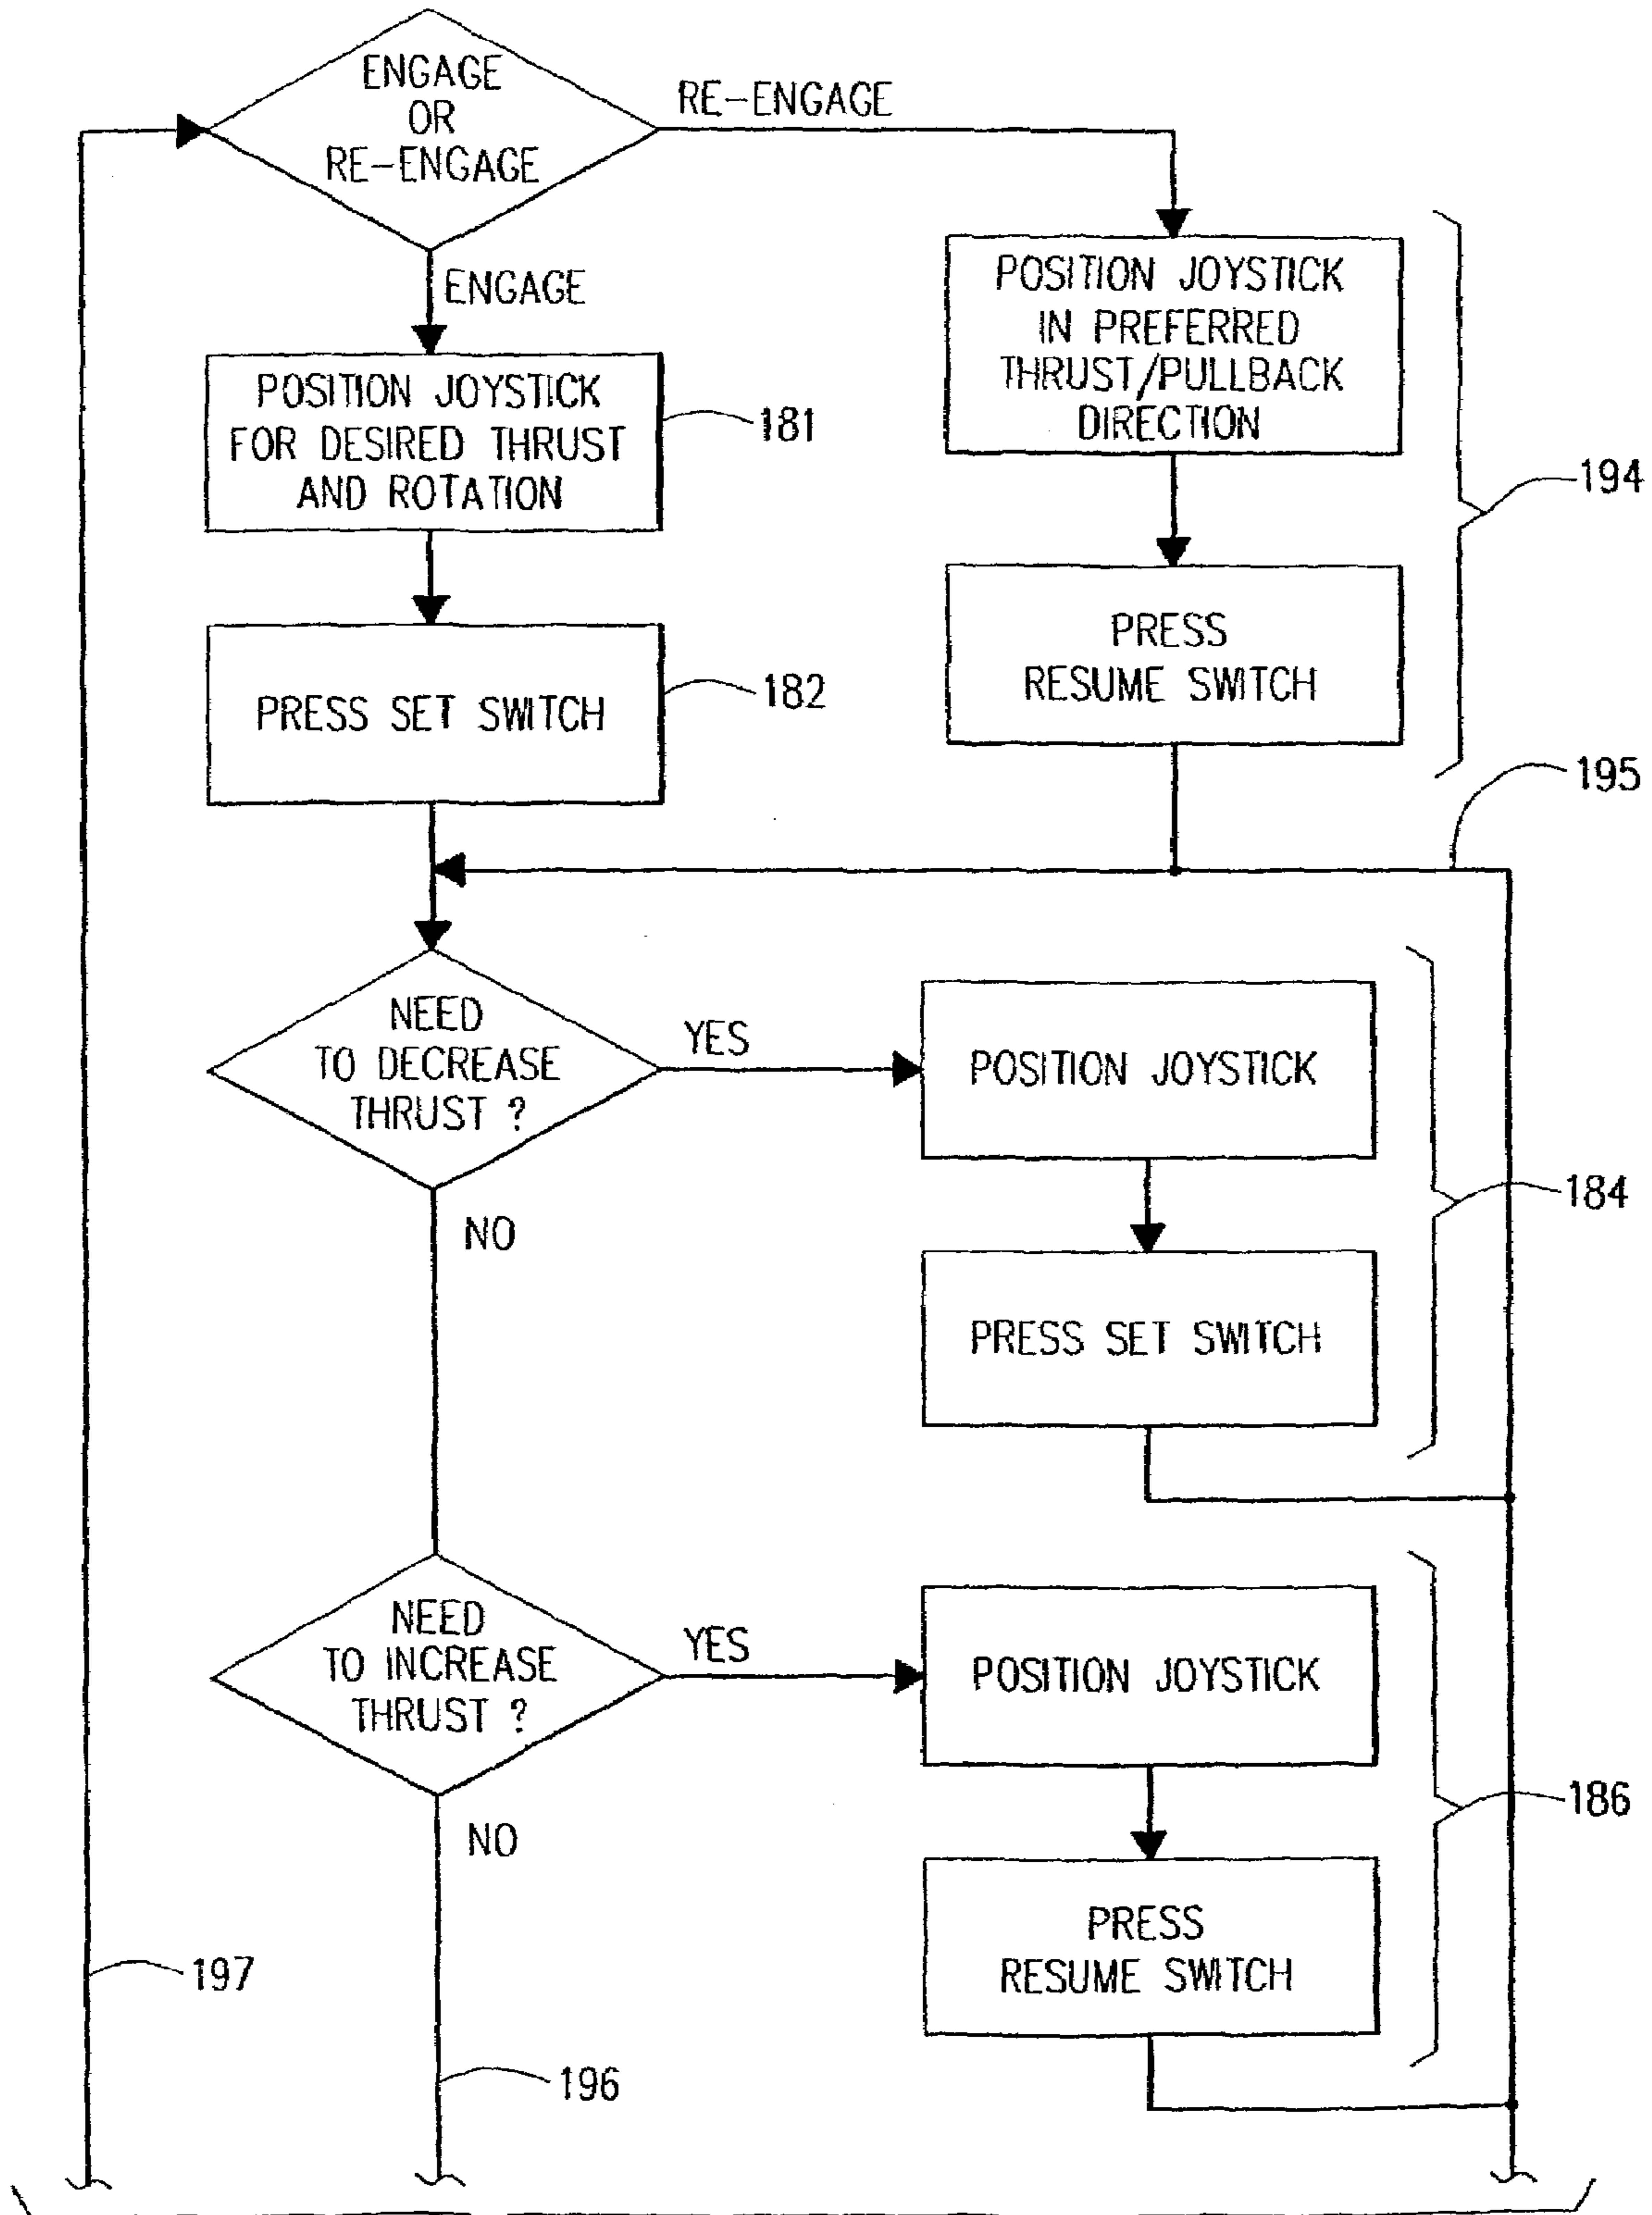 ENGAGE
OR
RE-ENGAGE
RE-ENGAGE
ENGAGE
POSITION JOYSTICK
FOR DESIRED THRUST
AND ROTATION
181
POSITION JOYSTICK
IN PREFERRED
THRUST/PULLBACK
DIRECTION
194
PRESS SET SWITCH
182
PRESS
RESUME SWITCH
195
NEED
TO DECREASE
THRUST ?
YES
NO
POSITION JOYSTICK
184
PRESS SET SWITCH
NEED
TO INCREASE
THRUST ?
YES
NO
POSITION JOYSTICK
186
PRESS
RESUME SWITCH
197
196